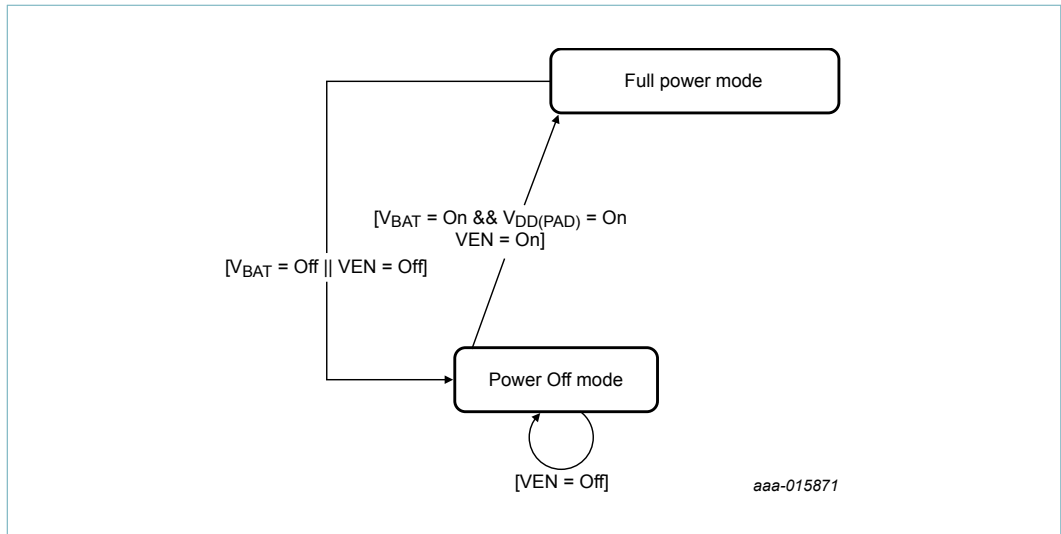 Full power mode
[VBAT = On && VDD(PAD) = On
VEN = On]
[VBAT = Off || VEN = Off]
Power Off mode
[VEN = Off]
aaa-015871